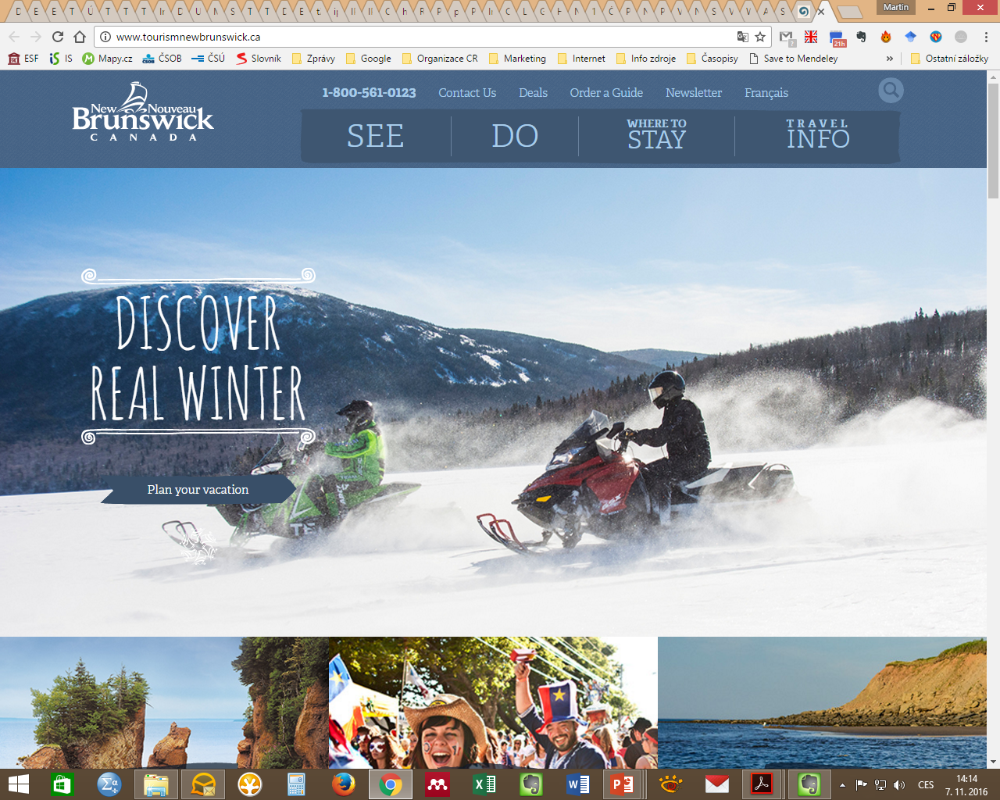 Martin
www.tourismnewbrunswick.ca
7
21h
ESF
iS IS
M Mapy.cz
ČSOB
ČSÚ
S Slovník
Zprávy
Google
Organizace CR
Marketing
Internet
Info zdroje
Časopisy
Save to Mendeley
»
Ostatní záložky
New Nouveau
Brunswick
CANADA
1-800-561-0123 Contact Us Deals Order a Guide Newsletter Français
SEE
DO
WHERE TO
STAY
TRAVEL
INFO
DISCOVER
REAL WINTER
Plan your vacation
CES
14:14
7. 11. 2016